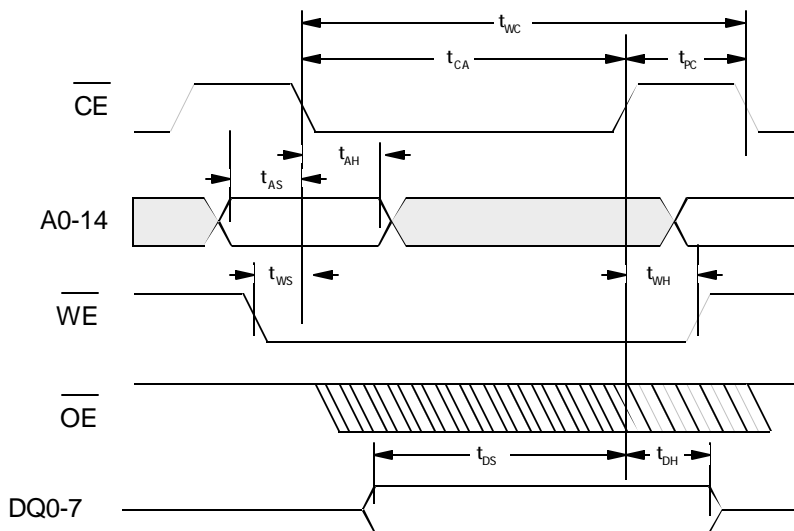 tWC
tCA tPC
CE
tAH
tAS
A0-14
tWS tWH
WE
OE
tDS tDH
DQ0-7